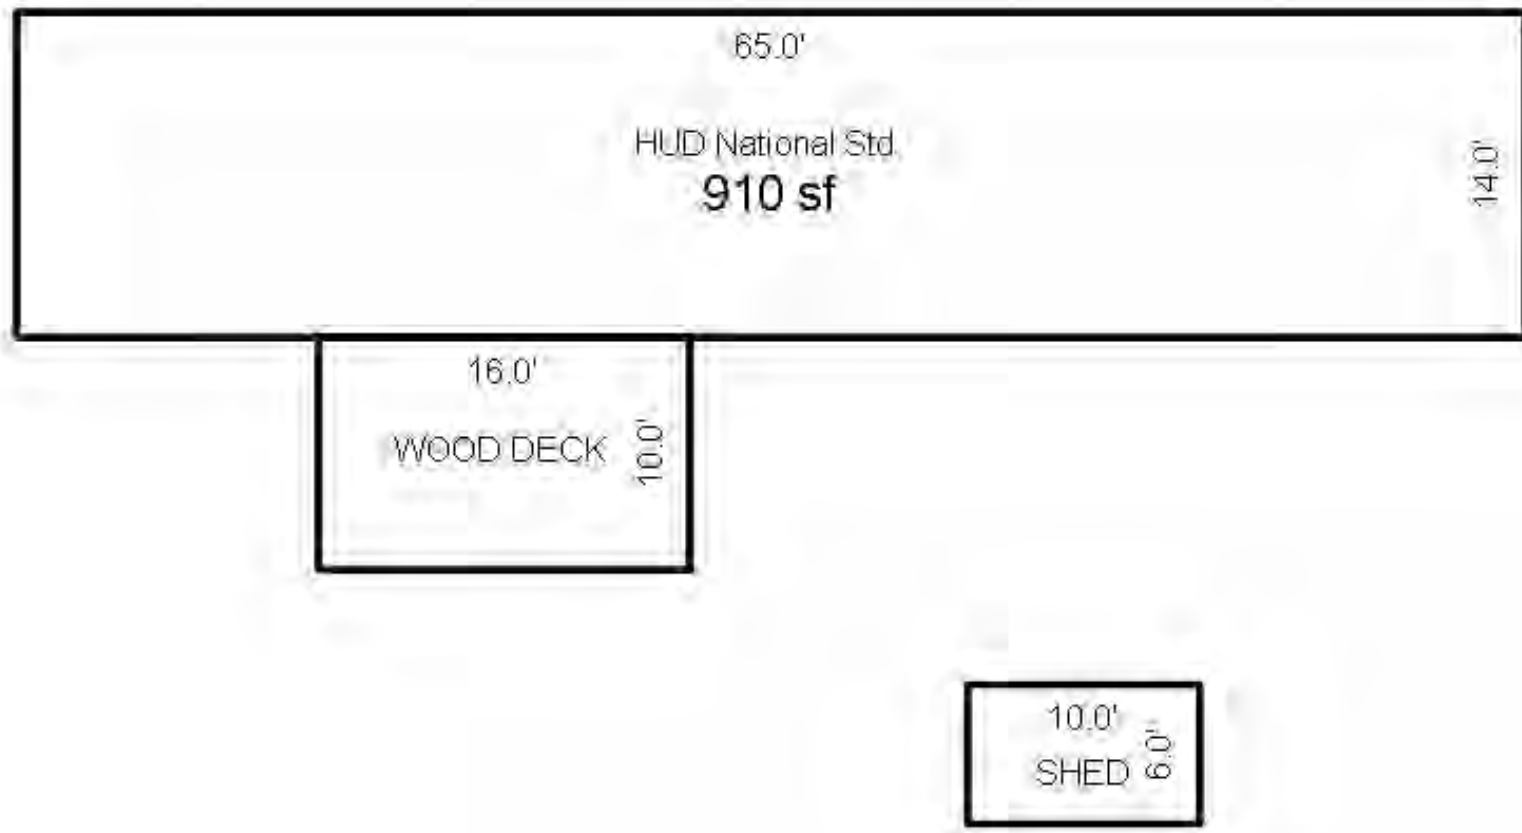 65.0'
HUD National Std.
910 sf
14.0'
16.0'
WOOD DECK
10.0'
10.0'
SHED
6.0'